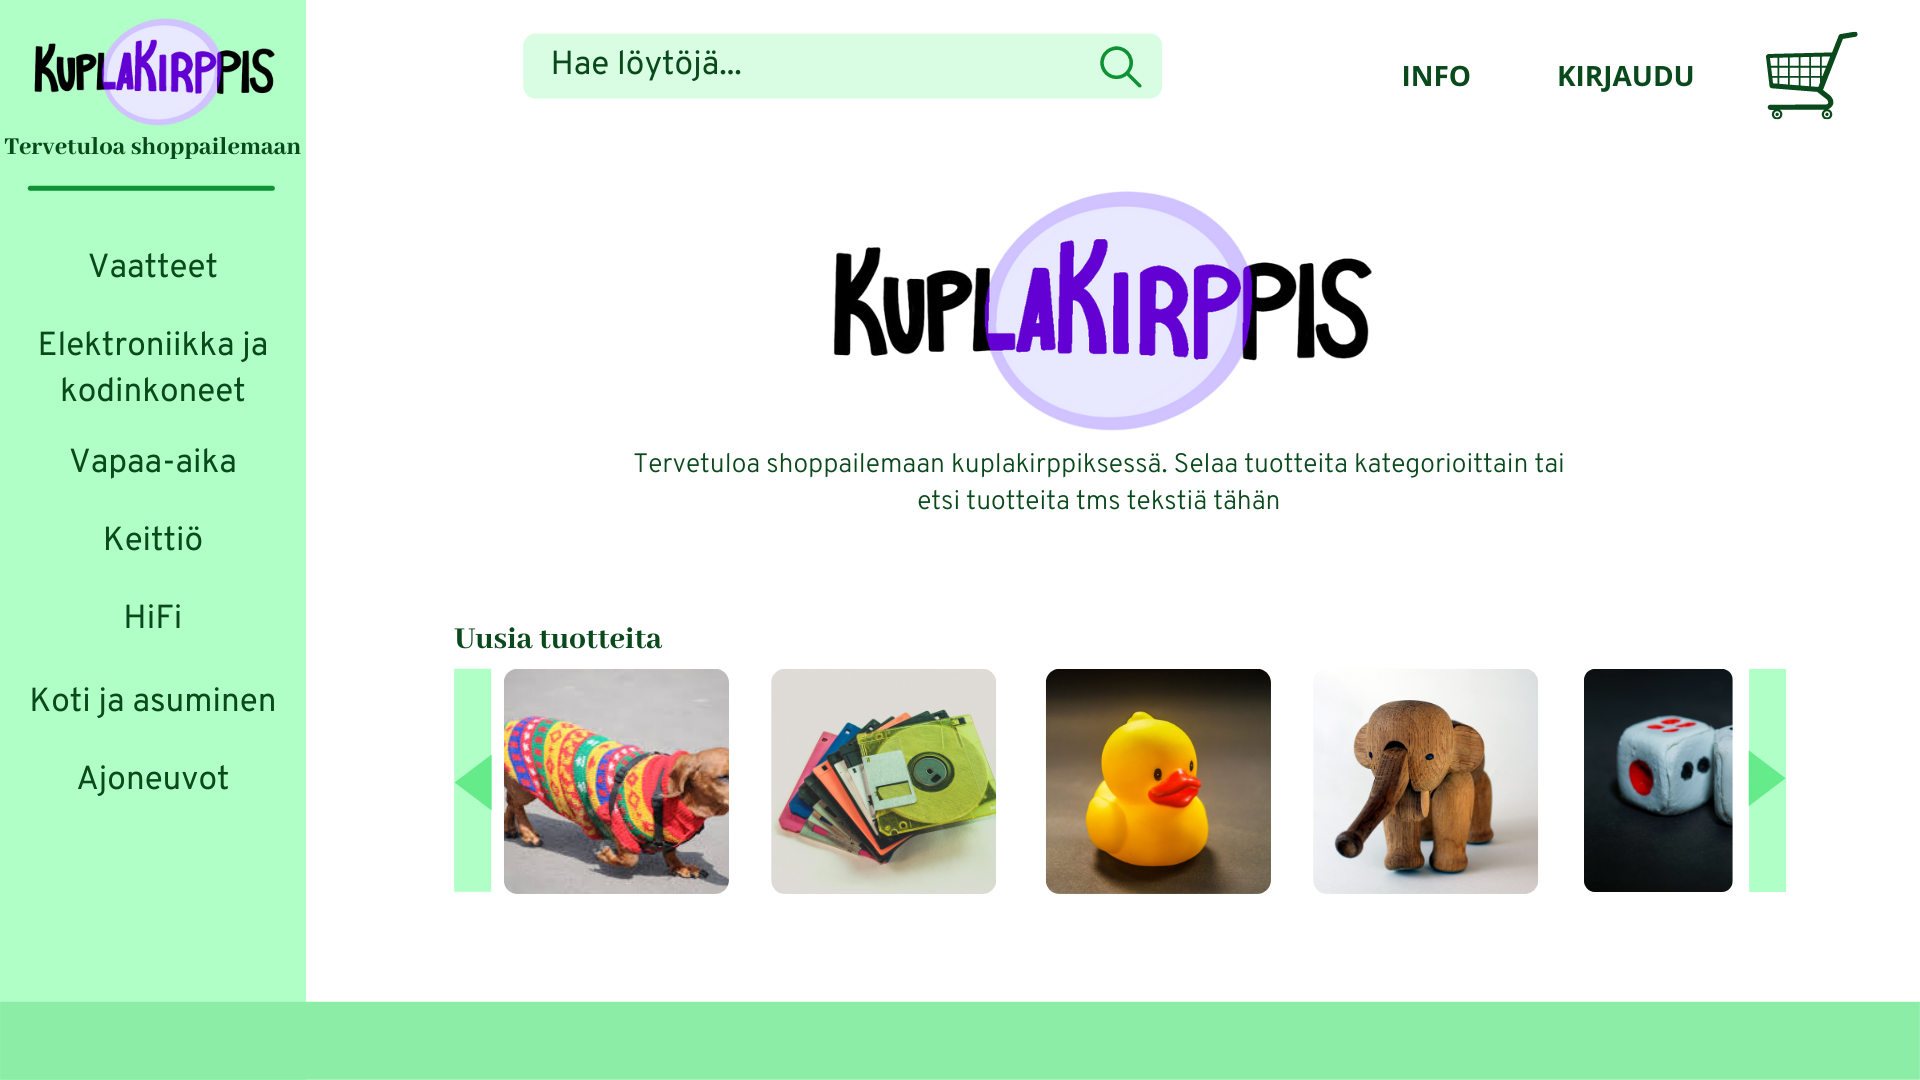 KUPLAKIRPPIS
Tervetuloa shoppailemaan
Vaatteet
Elektroniikka ja
kodinkoneet
Vapaa-aika
Keittiö
HiFi
Koti ja asuminen
Ajoneuvot
Hae löytöjä...
INFO
KIRJAUDU
KUPLAKIRPPIS
Tervetuloa shoppailemaan kuplakirppiksessä. Selaa tuotteita kategorioittain tai
etsi tuotteita tms tekstiä tähän
Uusia tuotteita